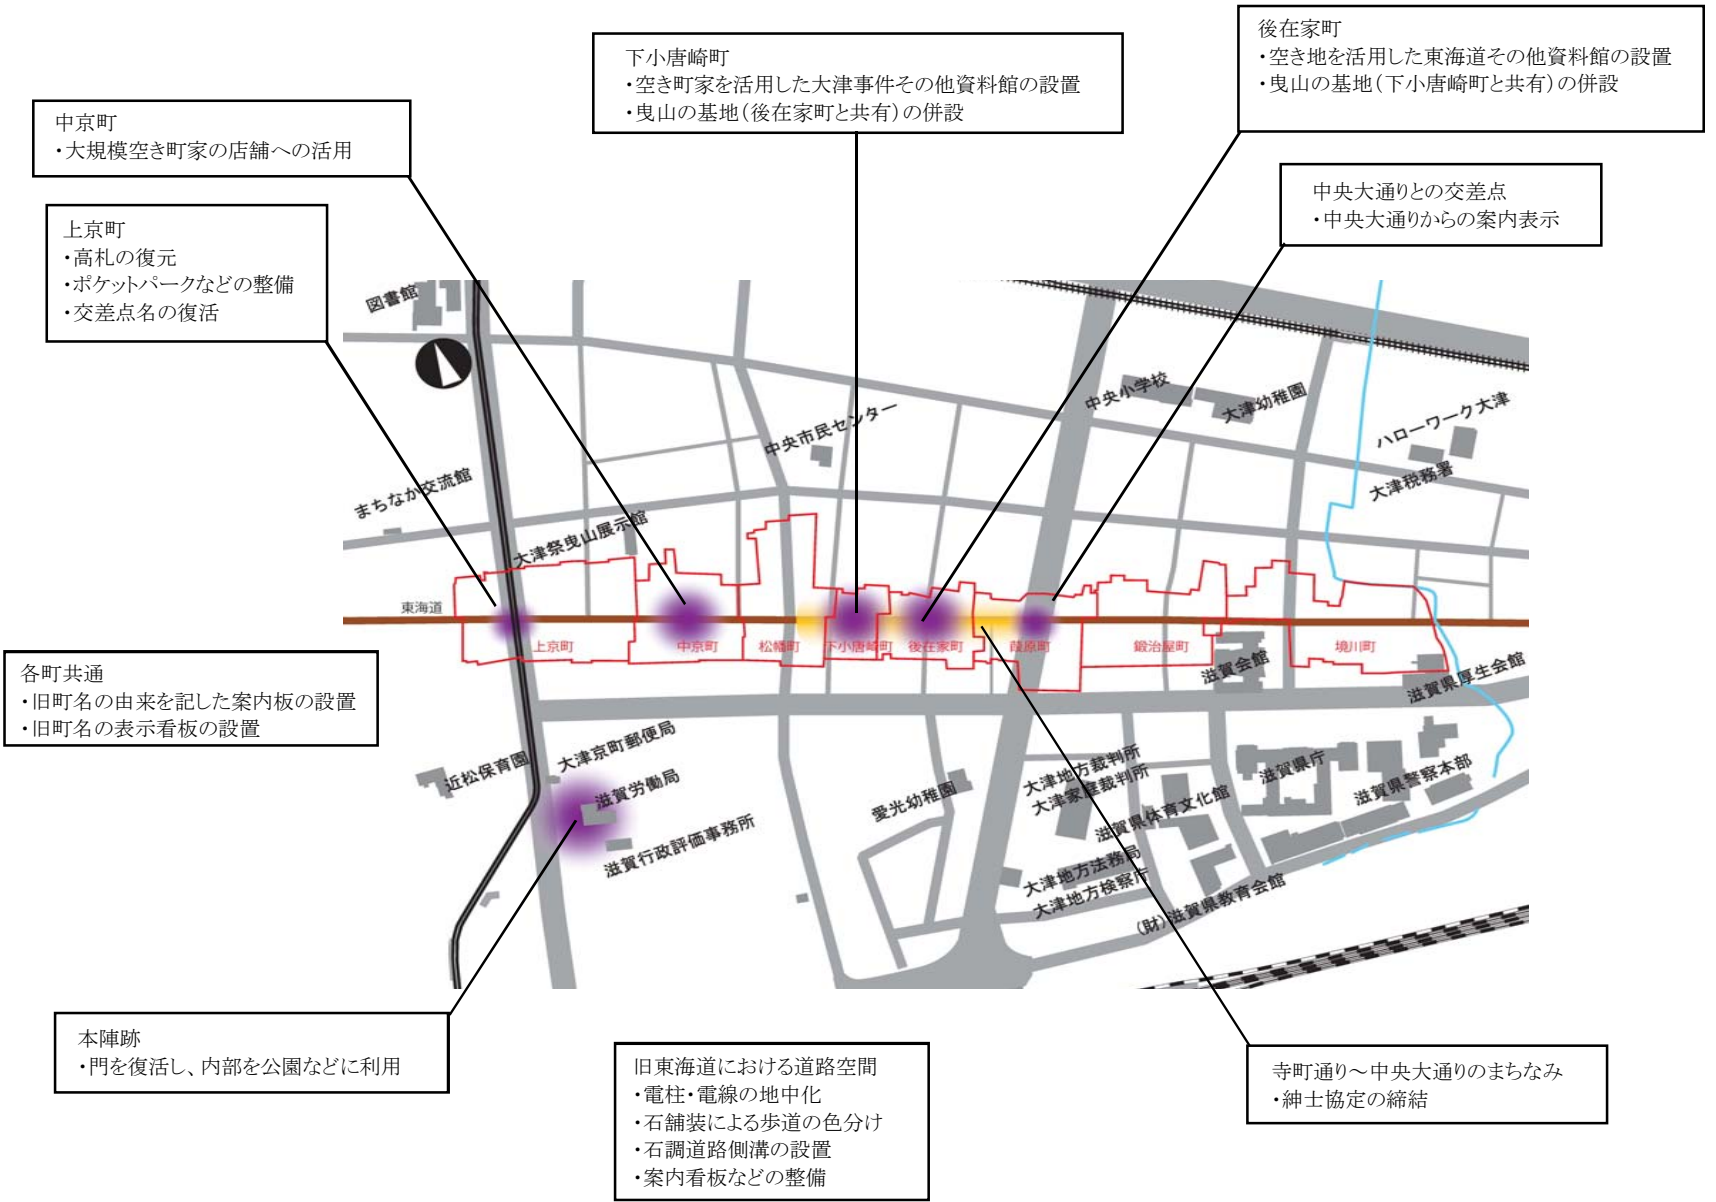 下小唐崎町
・空き町家を活用した大津事件その他資料館の設置
・曳山の基地(後在家町と共有)の併設
後在家町
・空き地を活用した東海道その他資料館の設置
・曳山の基地(下小唐崎町と共有)の併設
中京町
・大規模空き町家の店舗への活用
中央大通りとの交差点
・中央大通りからの案内表示
上京町
・高札の復元
・ポケットパークなどの整備
・交差点名の復活
図書館
中央小学校
大津幼稚園
ハローワーク大津
中央市民センター
大津税務署
まちなか交流館
大津祭曳山展示館
東海道
上京町
中京町
松幡町
下小唐崎町
後在家町
葭原町
鍛治屋町
境川町
滋賀会館
滋賀県厚生会館
各町共通
・旧町名の由来を記した案内板の設置
・旧町名の表示看板の設置
近松保育園
大津京町郵便局
滋賀労働局
滋賀行政評価事務所
愛光幼稚園
大津地方裁判所
大津家庭裁判所
滋賀県体育文化館
滋賀県庁
滋賀県警察本部
大津地方法務局
大津地方検察庁
(財)滋賀県教育会館
本陣跡
・門を復活し、内部を公園などに利用
旧東海道における道路空間
・電柱・電線の地中化
・石舗装による歩道の色分け
・石調道路側溝の設置
・案内看板などの整備
寺町通り～中央大通りのまちなみ
・紳士協定の締結